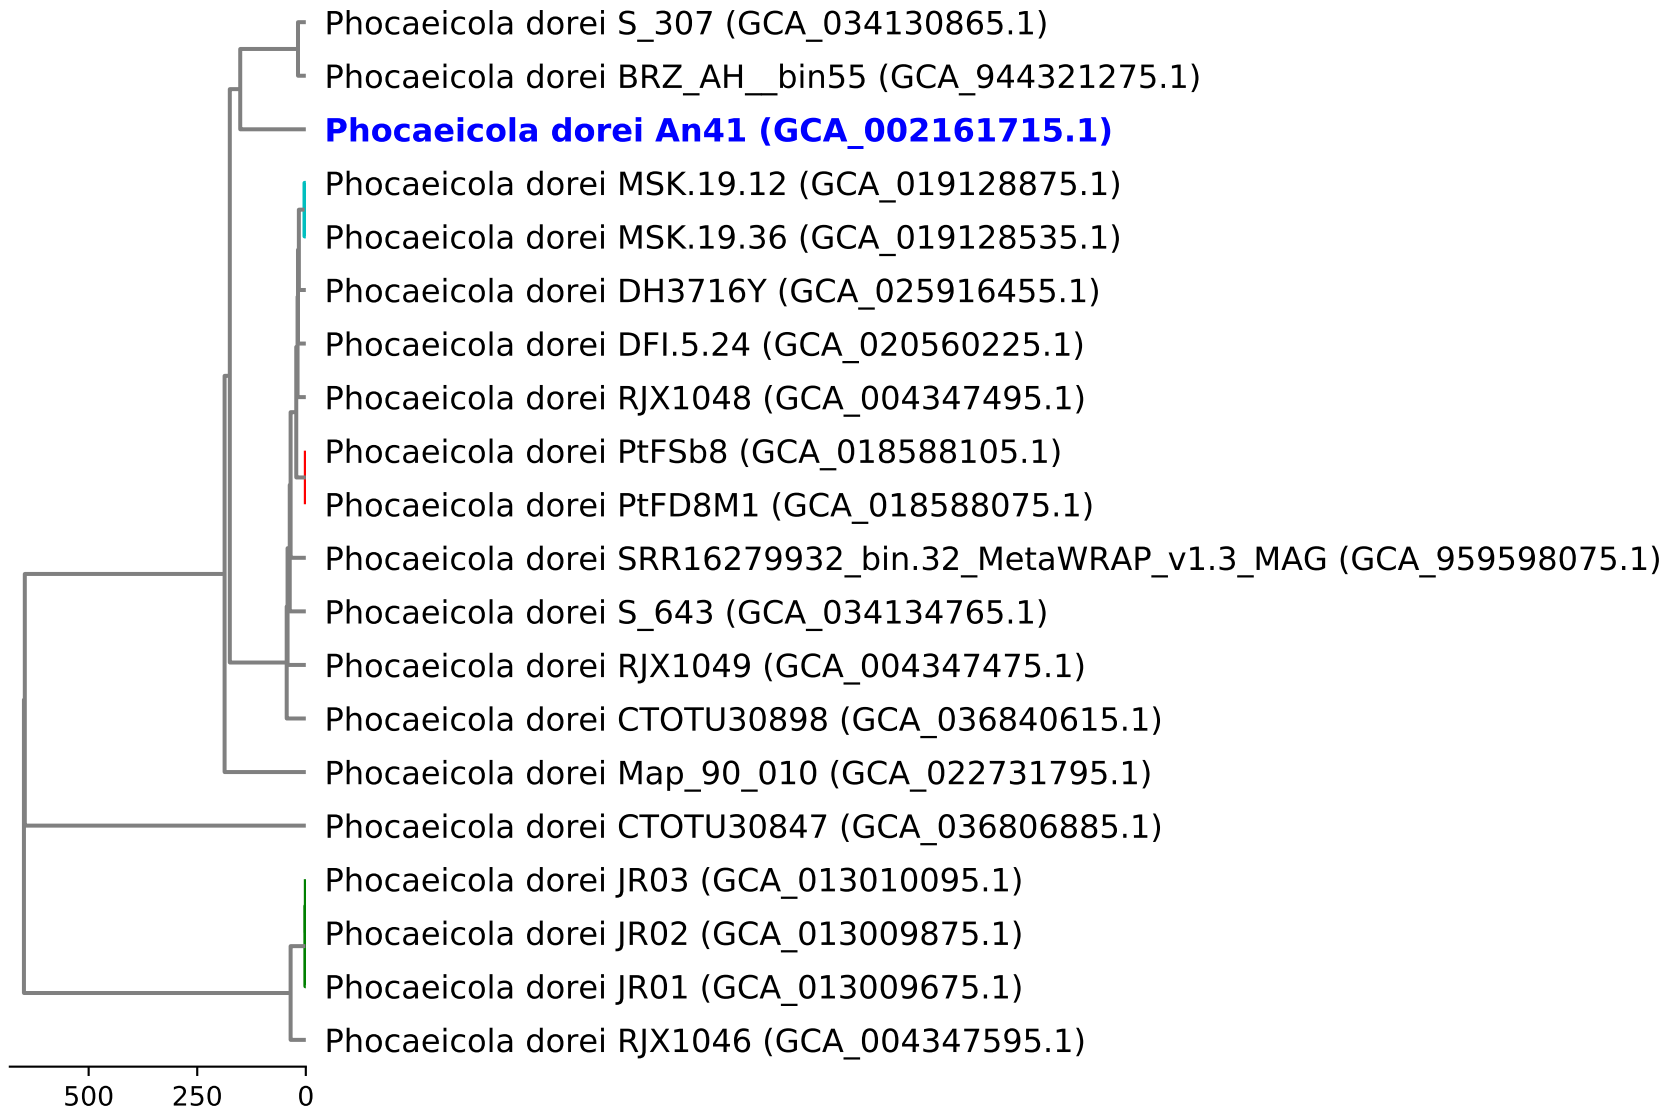 Phocaeicola dorei S_307 (GCA_034130865.1)
Phocaeicola dorei BRZ_AH__bin55 (GCA_944321275.1)
Phocaeicola dorei An41 (GCA_002161715.1)
Phocaeicola dorei MSK.19.12 (GCA_019128875.1)
Phocaeicola dorei MSK.19.36 (GCA_019128535.1)
Phocaeicola dorei DH3716Y (GCA_025916455.1)
Phocaeicola dorei DFI.5.24 (GCA_020560225.1)
Phocaeicola dorei RJX1048 (GCA_004347495.1)
Phocaeicola dorei PtFSb8 (GCA_018588105.1)
Phocaeicola dorei PtFD8M1 (GCA_018588075.1)
Phocaeicola dorei SRR16279932_bin.32_MetaWRAP_v1.3_MAG (GCA_959598075.1)
Phocaeicola dorei S_643 (GCA_034134765.1)
Phocaeicola dorei RJX1049 (GCA_004347475.1)
Phocaeicola dorei CTOTU30898 (GCA_036840615.1)
Phocaeicola dorei Map_90_010 (GCA_022731795.1)
Phocaeicola dorei CTOTU30847 (GCA_036806885.1)
Phocaeicola dorei JR03 (GCA_013010095.1)
Phocaeicola dorei JR02 (GCA_013009875.1)
Phocaeicola dorei JR01 (GCA_013009675.1)
Phocaeicola dorei RJX1046 (GCA_004347595.1)
500 250 0